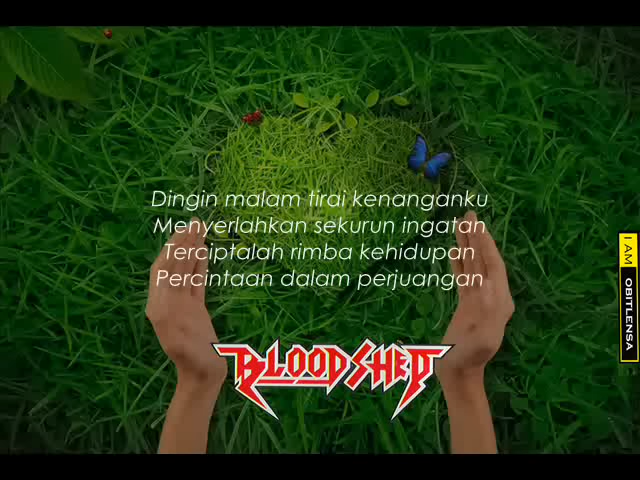 Dingin malam tirai kenanganku
Menyerlahkan sekurun ingatan
Terciptalah rimba kehidupan
Percintaan dalam perjuangan
BLOODSHED
I AM OBITLENSA